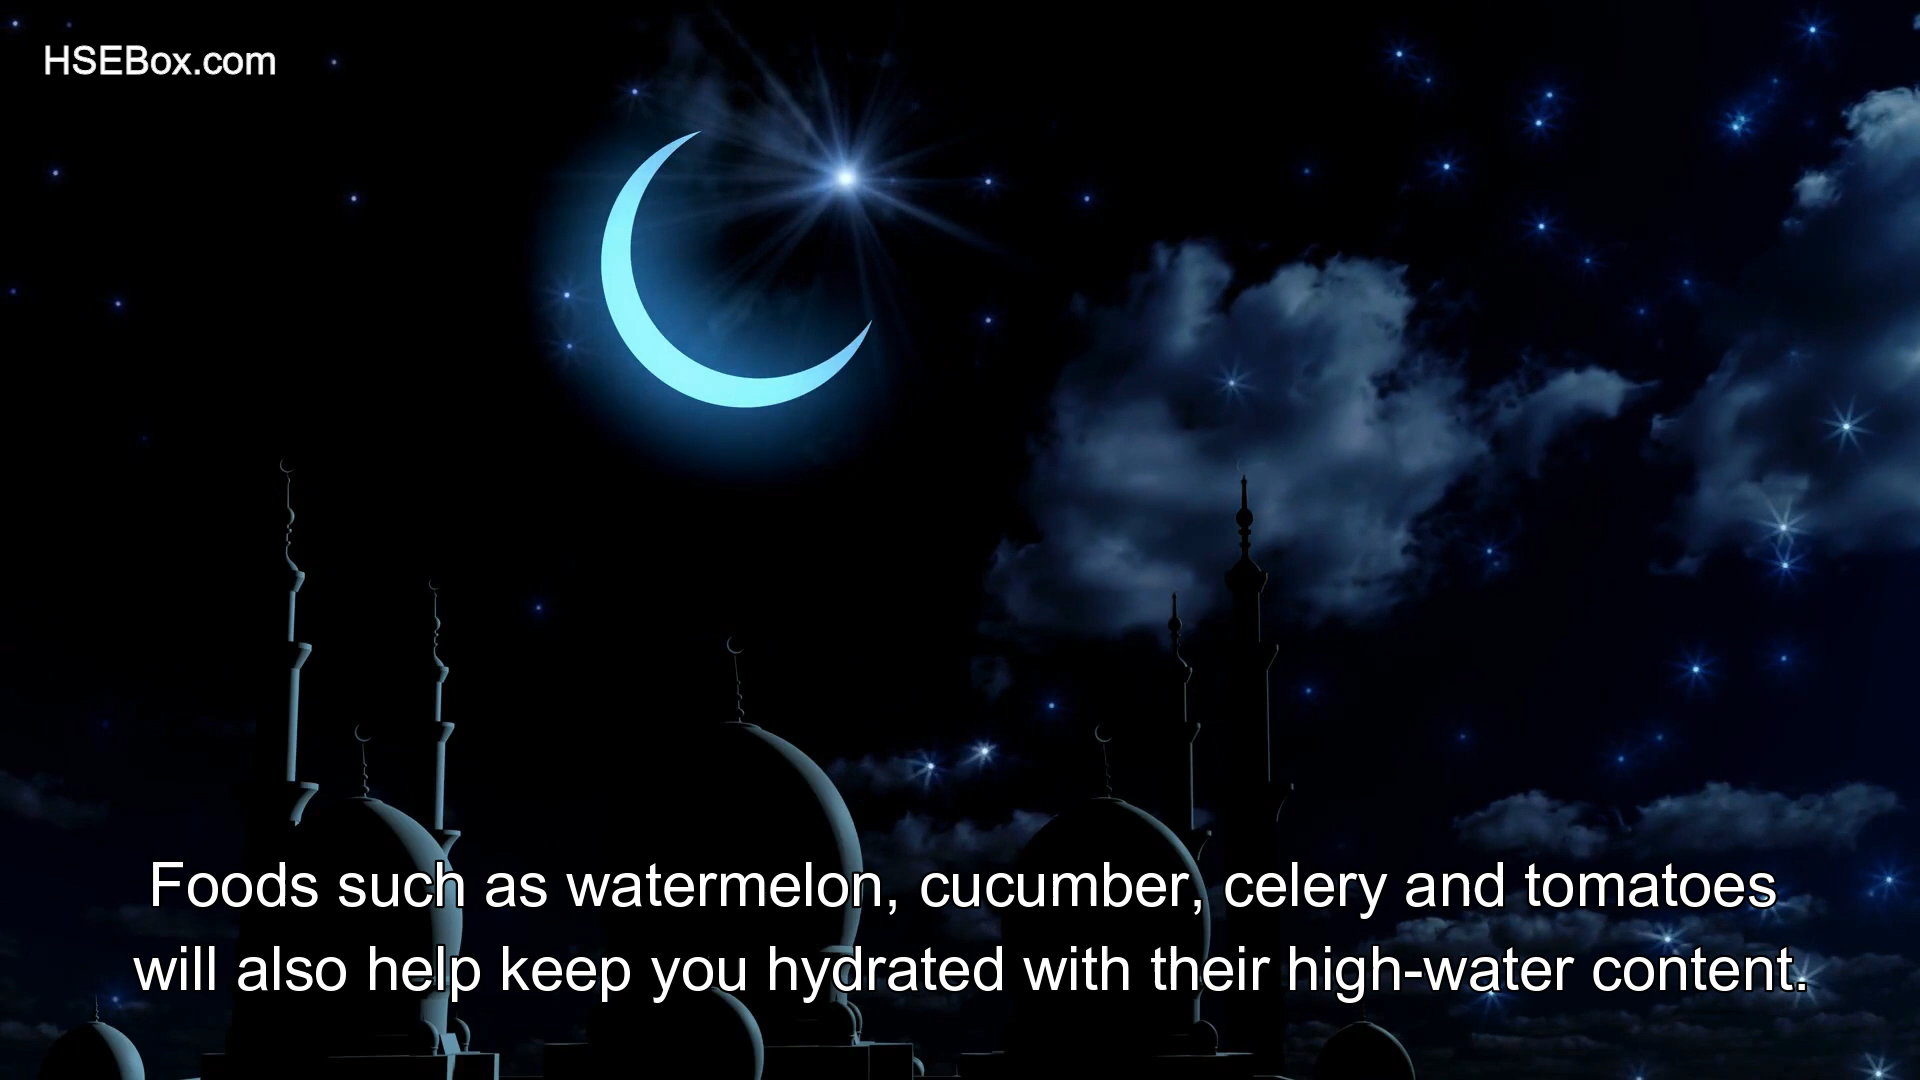 HSEBox.com
Foods such as watermelon, cucumber, celery and tomatoes
will also help keep you hydrated with their high-water content.